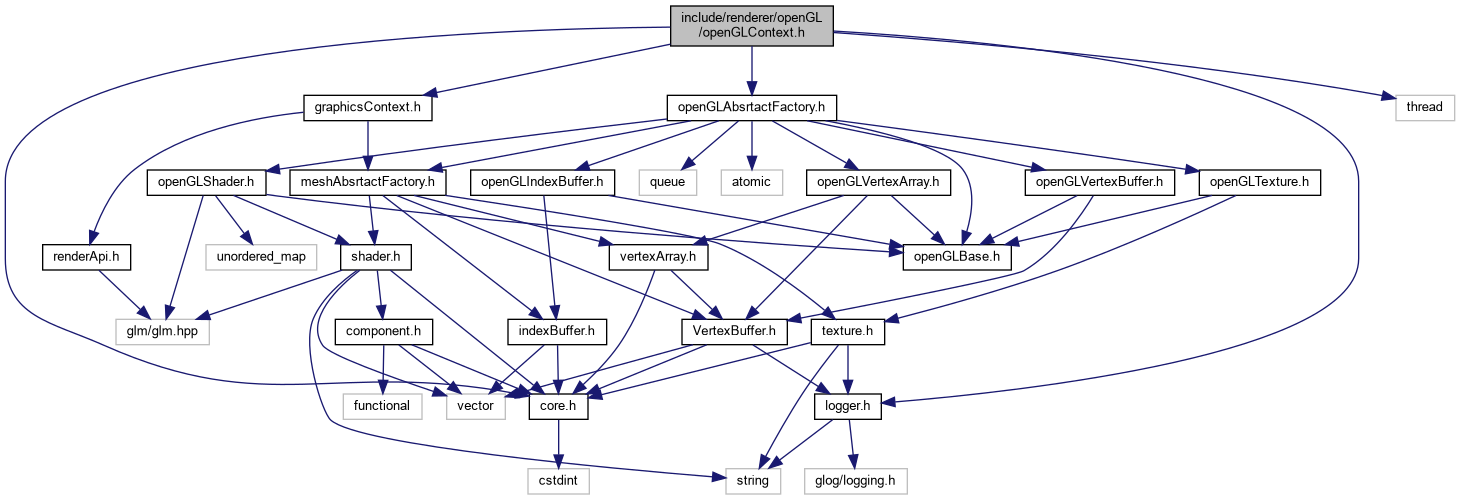 include/renderer/openGL
/openGLContext.h
graphicsContext.h
openGLAbsrtactFactory.h
thread
openGLShader.h
meshAbsrtactFactory.h
openGLIndexBuffer.h
queue
atomic
openGLVertexArray.h
openGLVertexBuffer.h
openGLTexture.h
renderApi.h
unordered_map
shader.h
vertexArray.h
openGLBase.h
glm/glm.hpp
component.h
indexBuffer.h
VertexBuffer.h
texture.h
functional
vector
core.h
logger.h
cstdint
string
glog/logging.h